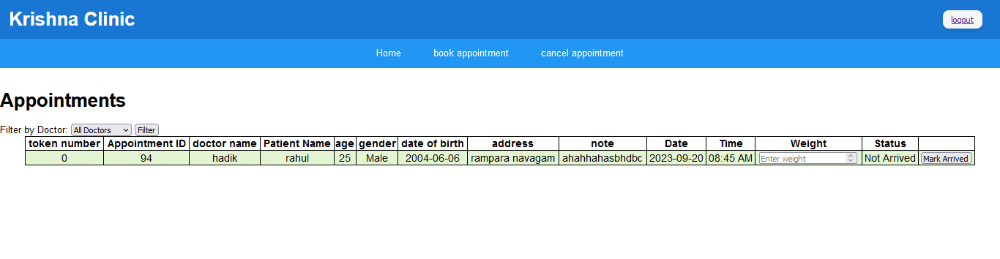 Krishna Clinic
logout
Home book appointment cancel appointment
Appointments
Filter by Doctor: All Doctors Filter
token number Appointment ID doctor name Patient Name age gender date of birth address note Date Time Weight Status
0 94 hadik rahul 25 Male 2004-06-06 rampara navagam ahahhahasbhdbc 2023-09-20 08:45 AM Enter weight Not Arrived Mark Arrived